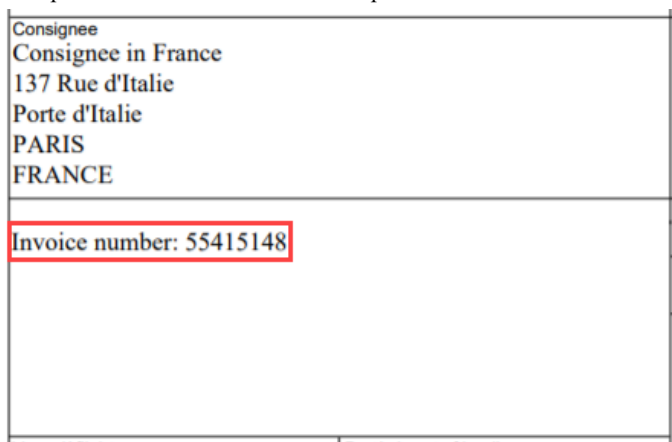 Consignee
Consignee in France
137 Rue d'Italie
Porte d'Italie
PARIS
FRANCE
Invoice number: 55415148